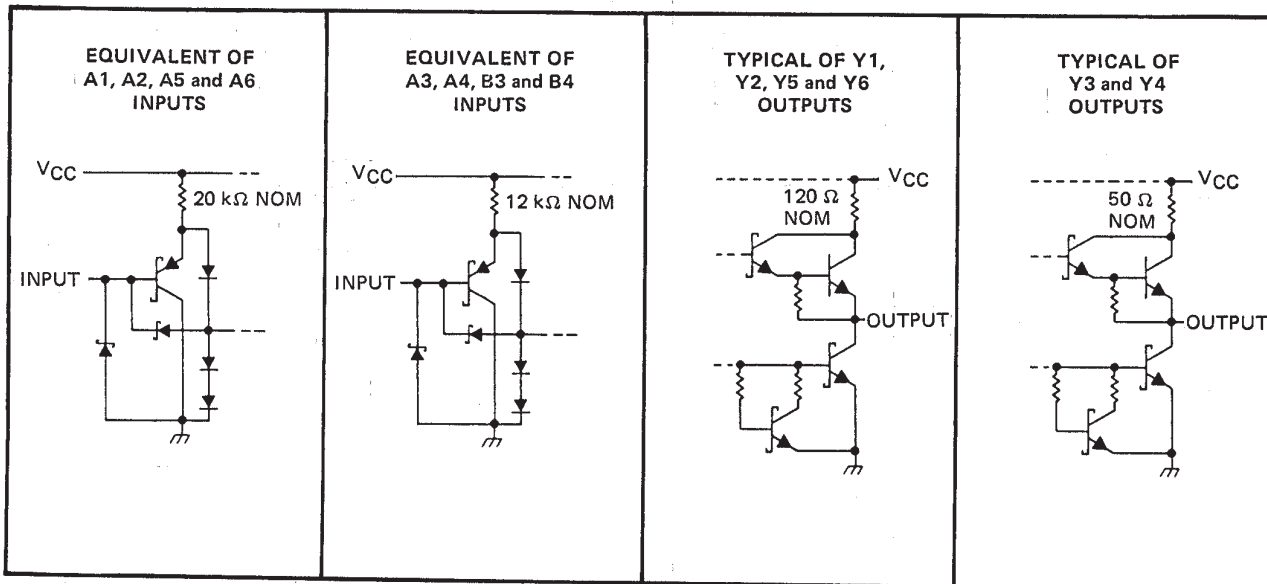 EQUIVALENT OF
A1, A2, A5 and A6
INPUTS
VCC
20 kΩ NOM
INPUT
EQUIVALENT OF
A3, A4, B3 and B4
INPUTS
VCC
12 kΩ NOM
INPUT
TYPICAL OF Y1,
Y2, Y5 and Y6
OUTPUTS
VCC
120 Ω
NOM
OUTPUT
TYPICAL OF
Y3 and Y4
OUTPUTS
VCC
50 Ω
NOM
OUTPUT